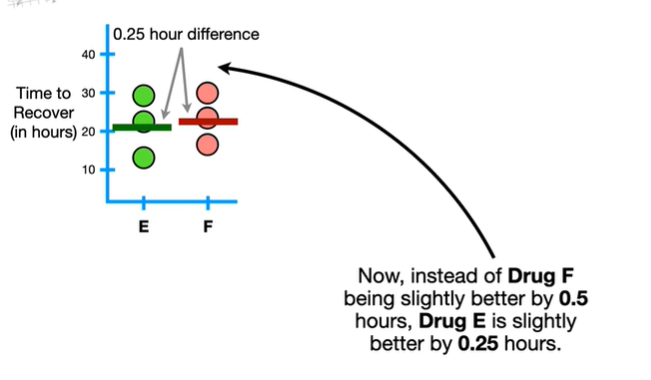 0.25 hour difference
40
Time to
Recover
(in hours)
30
20
10
E F
Now, instead of Drug F
being slightly better by 0.5
hours, Drug E is slightly
better by 0.25 hours.